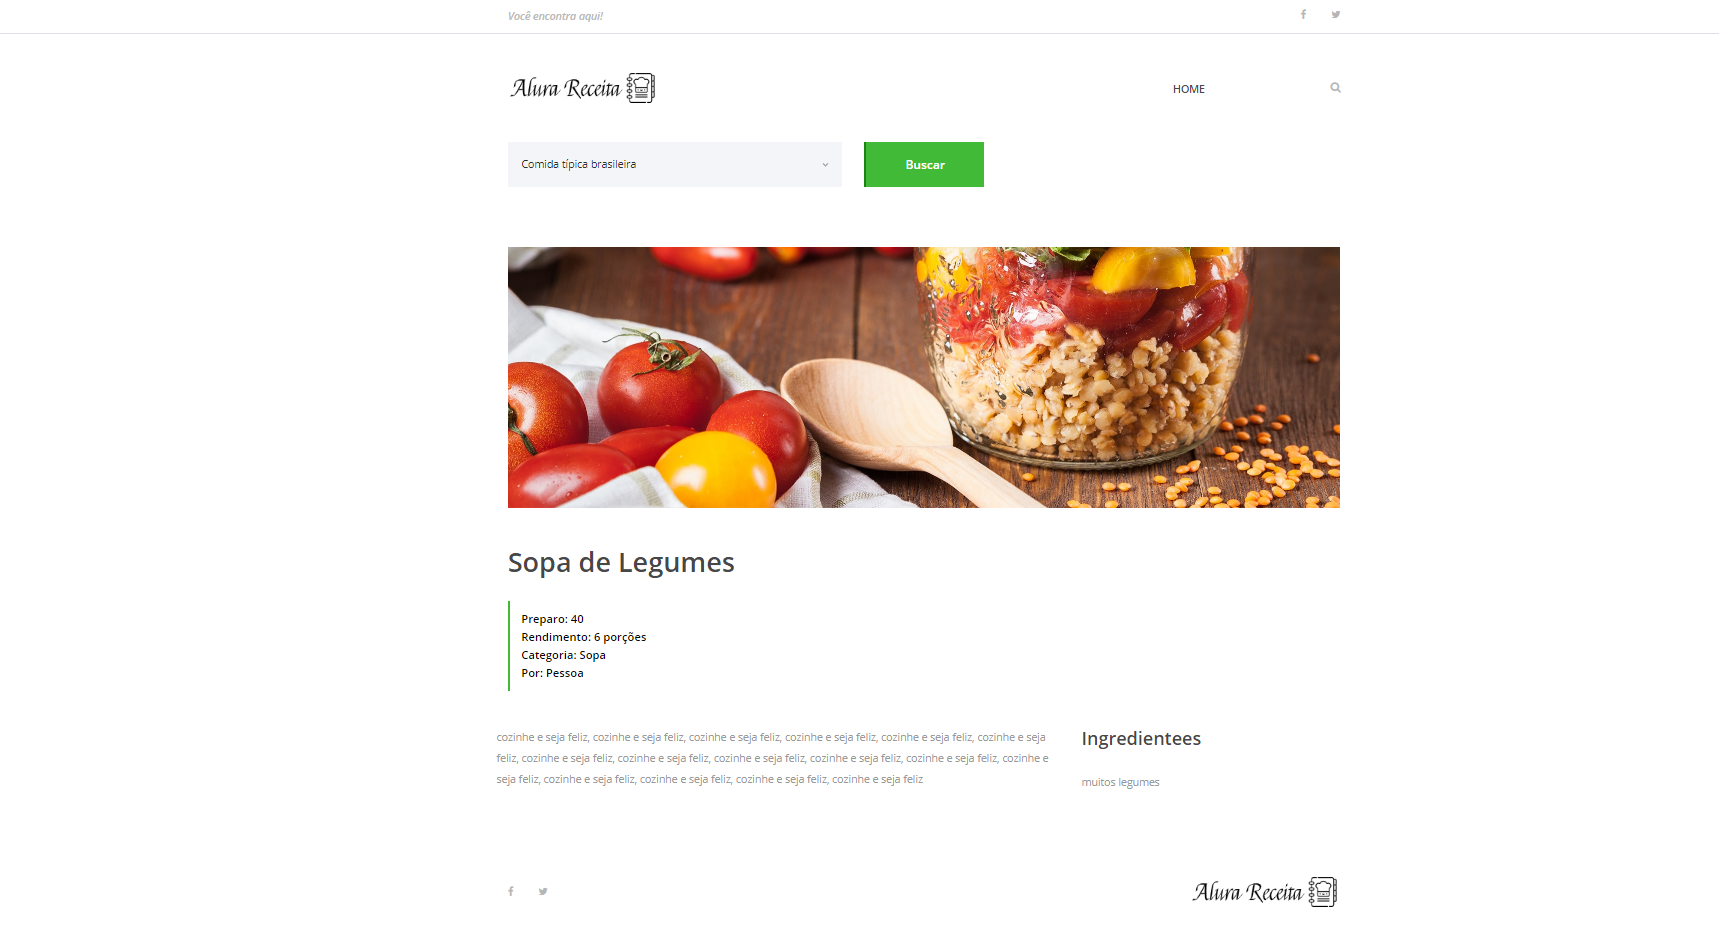 Você encontra aqui!
Alura Receita
HOME
Comida típica brasileira
Buscar
Sopa de Legumes
Preparo: 40
Rendimento: 6 porções
Categoria: Sopa
Por: Pessoa
cozinhe e seja feliz, cozinhe e seja feliz, cozinhe e seja feliz, cozinhe e seja feliz, cozinhe e seja feliz, cozinhe e seja
feliz, cozinhe e seja feliz, cozinhe e seja feliz, cozinhe e seja feliz, cozinhe e seja feliz, cozinhe e seja feliz, cozinhe e
seja feliz, cozinhe e seja feliz, cozinhe e seja feliz, cozinhe e seja feliz, cozinhe e seja feliz
Ingredientees
muitos legumes
Alura Receita